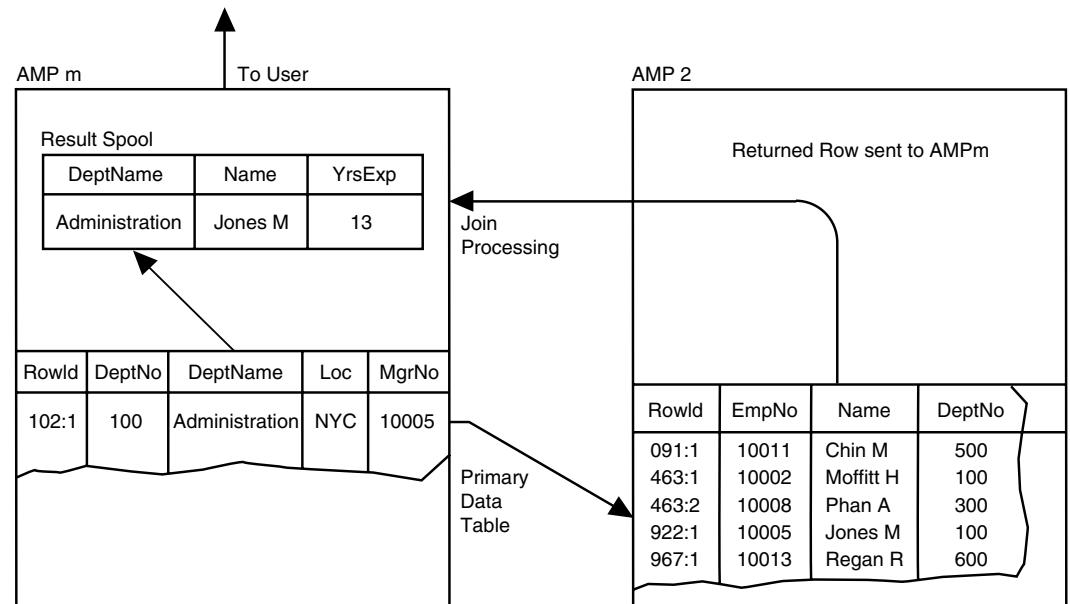 AMP m
To User
AMP 2
Result Spool
DeptName Name YrsExp
Administration Jones M 13
Returned Row sent to AMPm
Join
Processing
RowId DeptNo DeptName Loc MgrNo
102:1 100 Administration NYC 10005
Primary
Data
Table
RowId EmpNo Name DeptNo
091:1 10011 Chin M 500
463:1 10002 Moffitt H 100
463:2 10008 Phan A 300
922:1 10005 Jones M 100
967:1 10013 Regan R 600